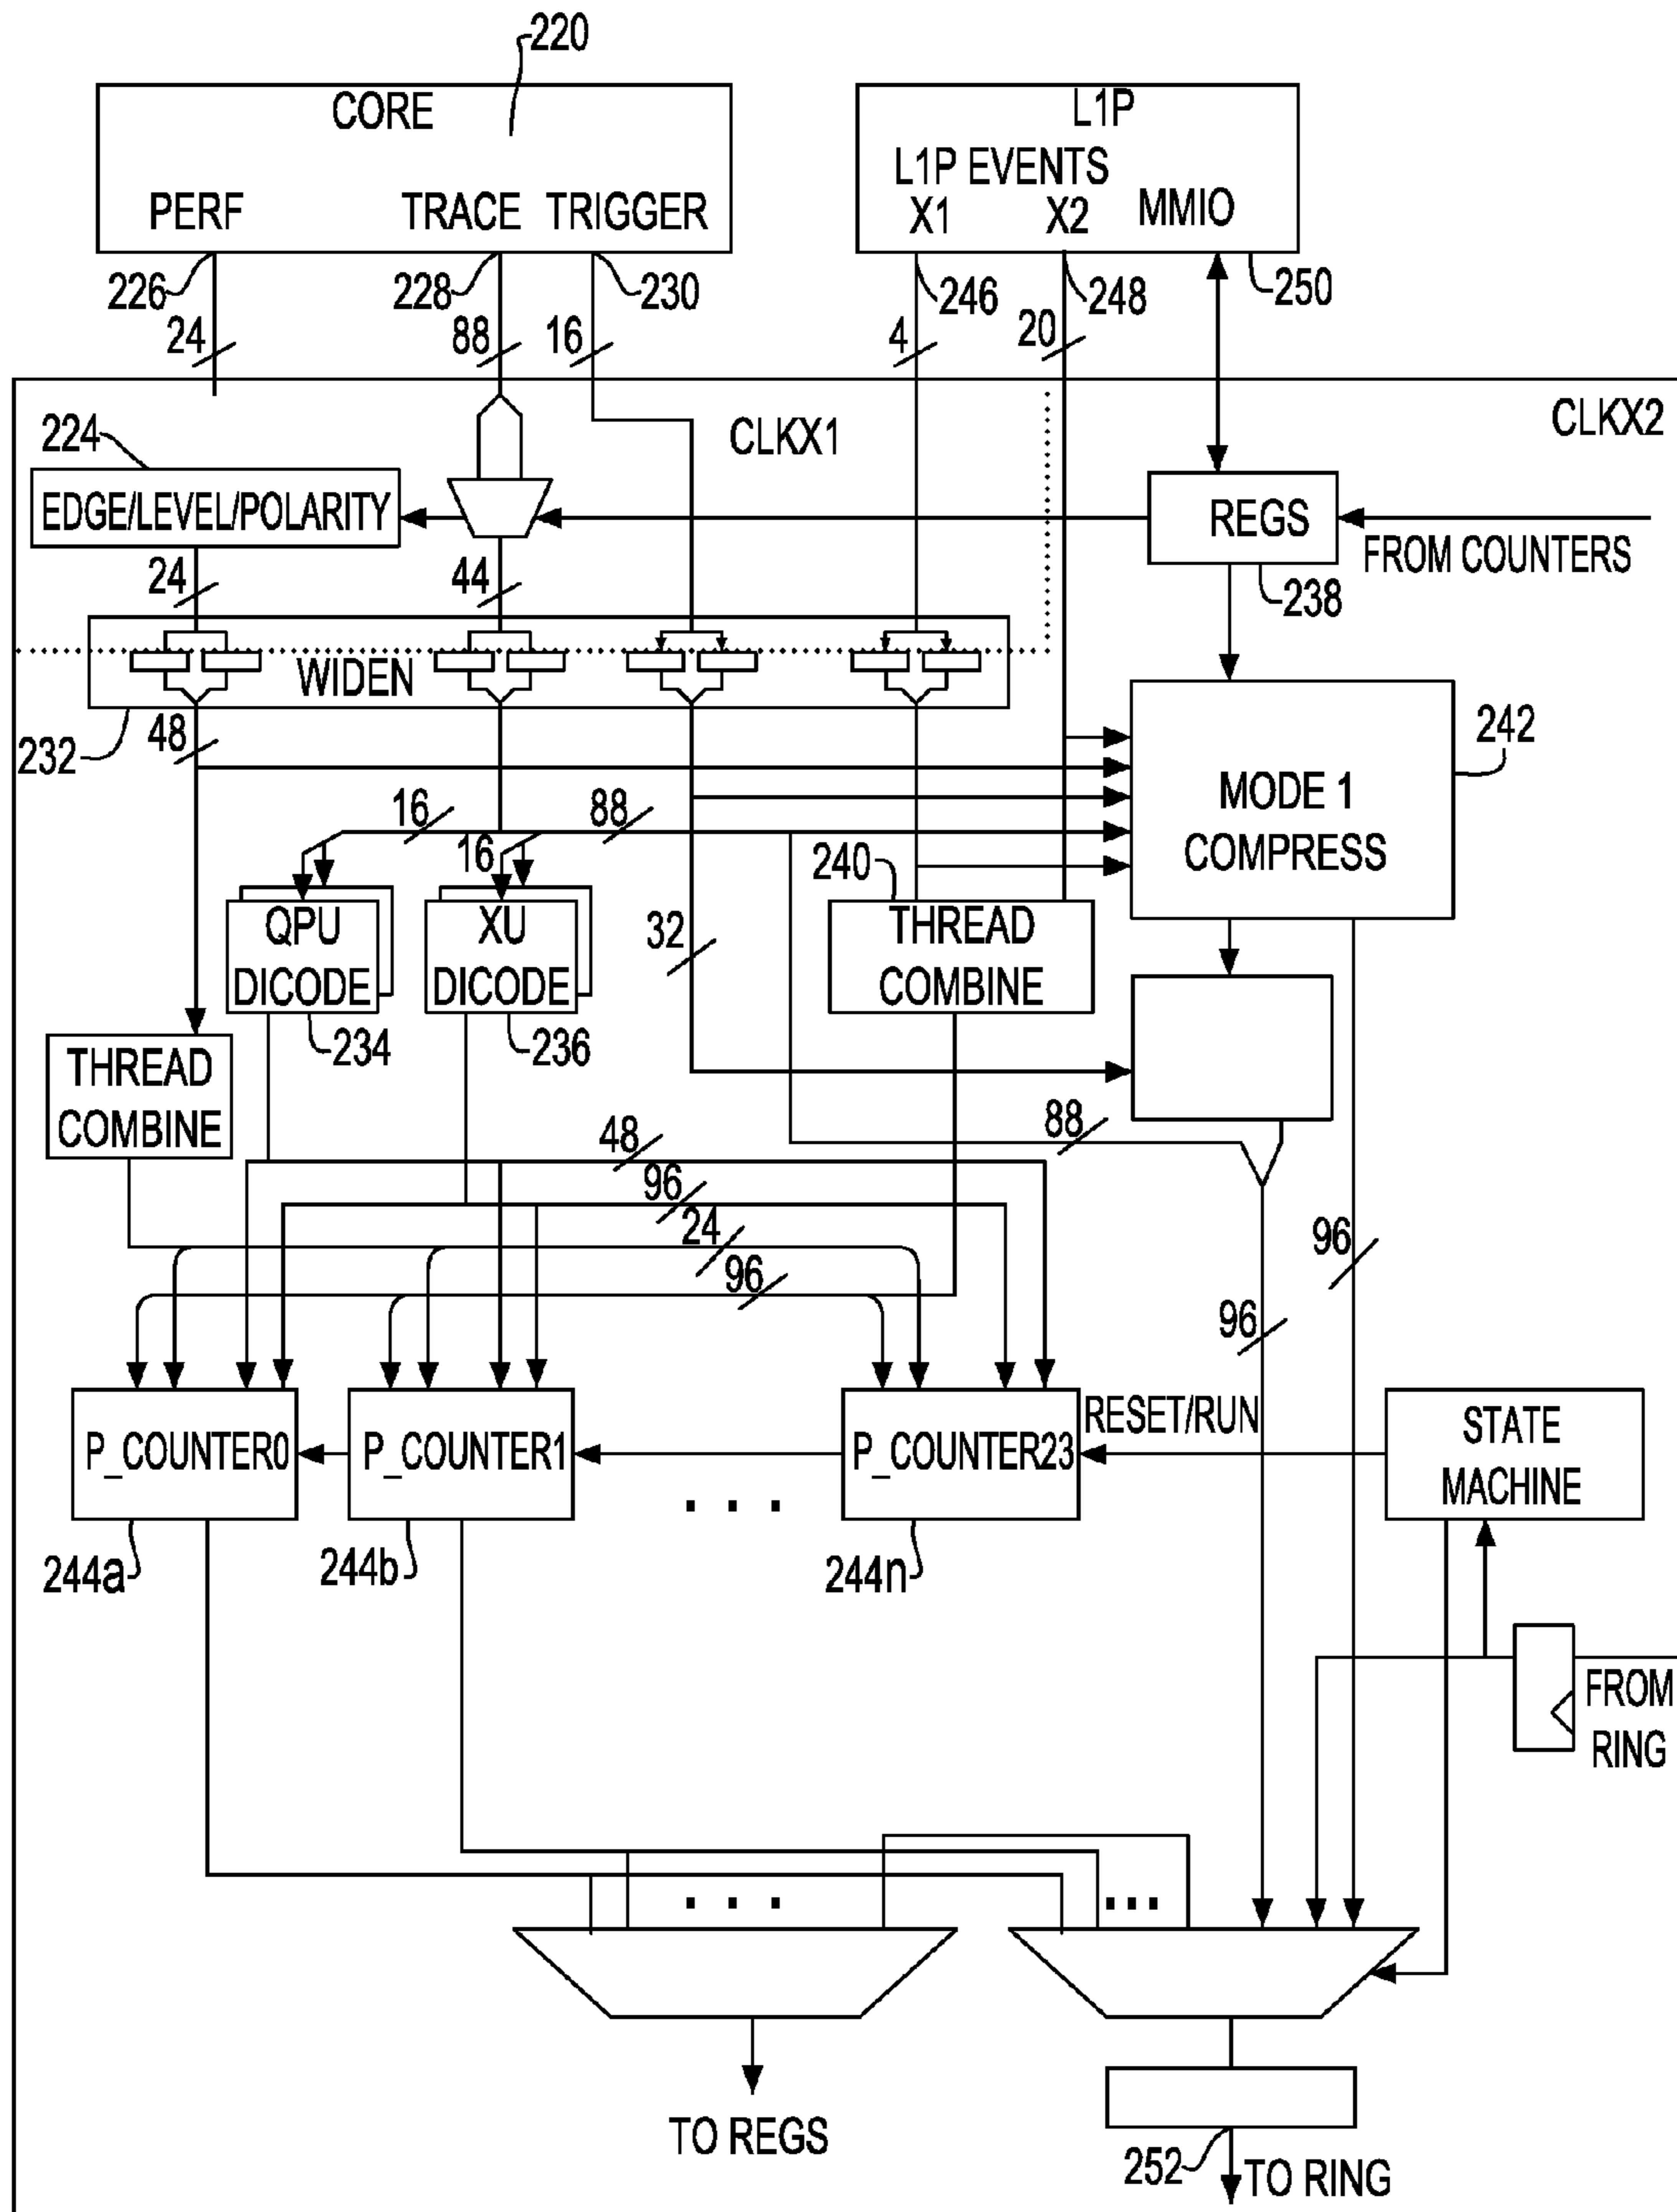 220
CORE
L1P
L1P EVENTS
PERF
TRACE
TRIGGER
X1
X2
MMIO
226
228
230
246
248
250
24
88
16
4
20
CLKX1
CLKX2
224
EDGE/LEVEL/POLARITY
REGS
FROM COUNTERS
24
44
238
WIDEN
232
48
242
MODE 1
COMPRESS
16
16
88
240
QPU
DICODE
XU
DICODE
32
THREAD
COMBINE
234
236
THREAD
COMBINE
88
48
96
24
96
96
96
P_COUNTER0
P_COUNTER1
P_COUNTER23
RESET/RUN
STATE
MACHINE
. . .
244a
244b
244n
FROM
RING
. . .
...
TO REGS
252
TO RING